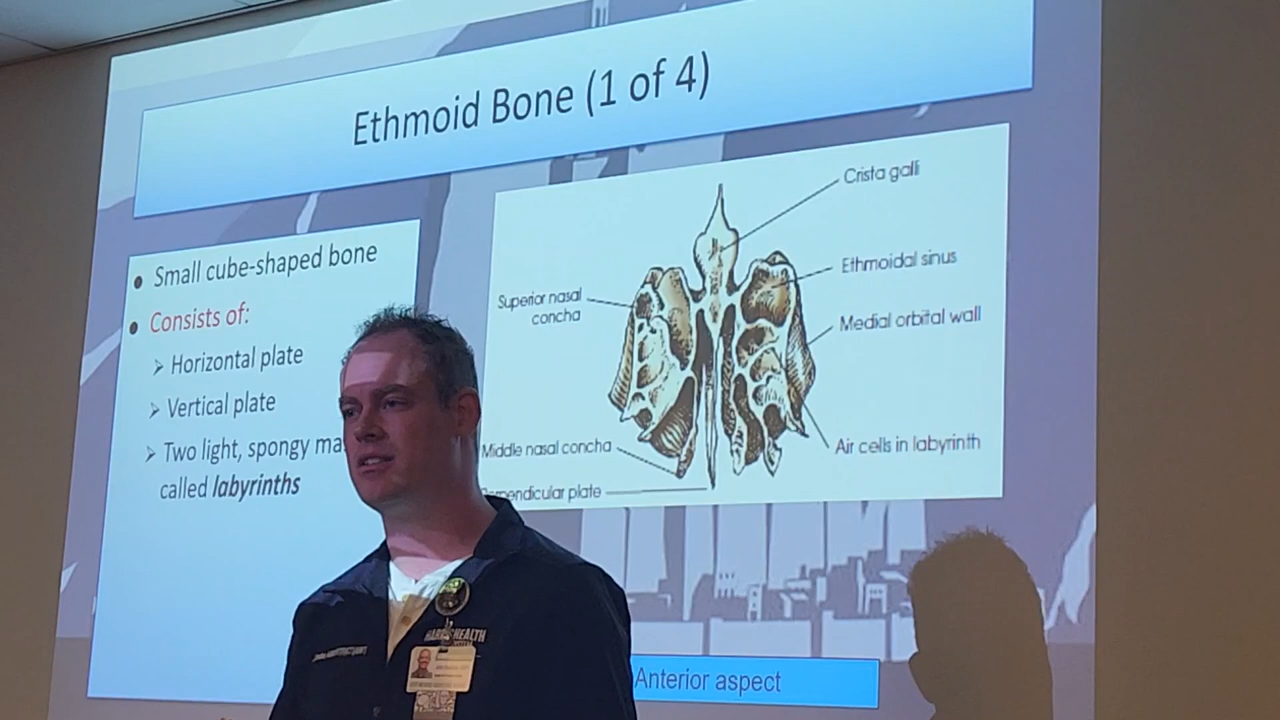 Ethmoid Bone (1 of 4)
Small cube-shaped bone
Consists of:
Horizontal plate
Vertical plate
Two light, spongy ma
called labyrinths
Crista galli
Ethmoidal sinus
Superior nasal
concha
Medial orbital wall
Middle nasal concha
Air cells in labyrinth
pendicular plate
Anterior aspect
HEALTH